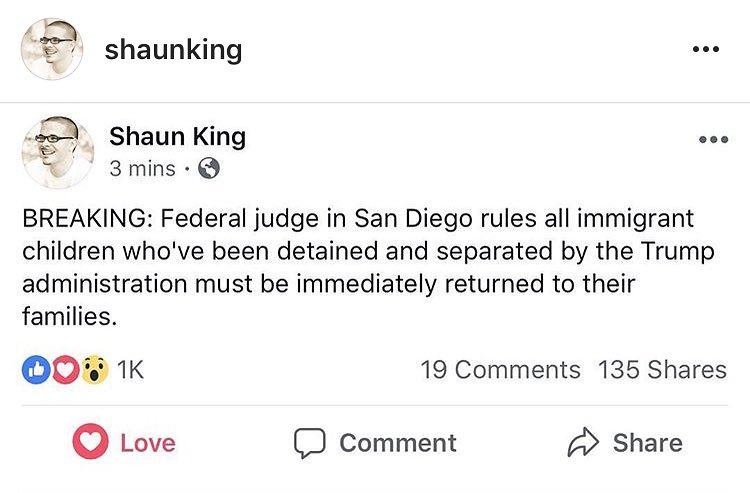 shaunking
Shaun King
3 mins ·
BREAKING: Federal judge in San Diego rules all immigrant
children who've been detained and separated by the Trump
administration must be immediately returned to their
families.
1K 19 Comments 135 Shares
Love Comment Share